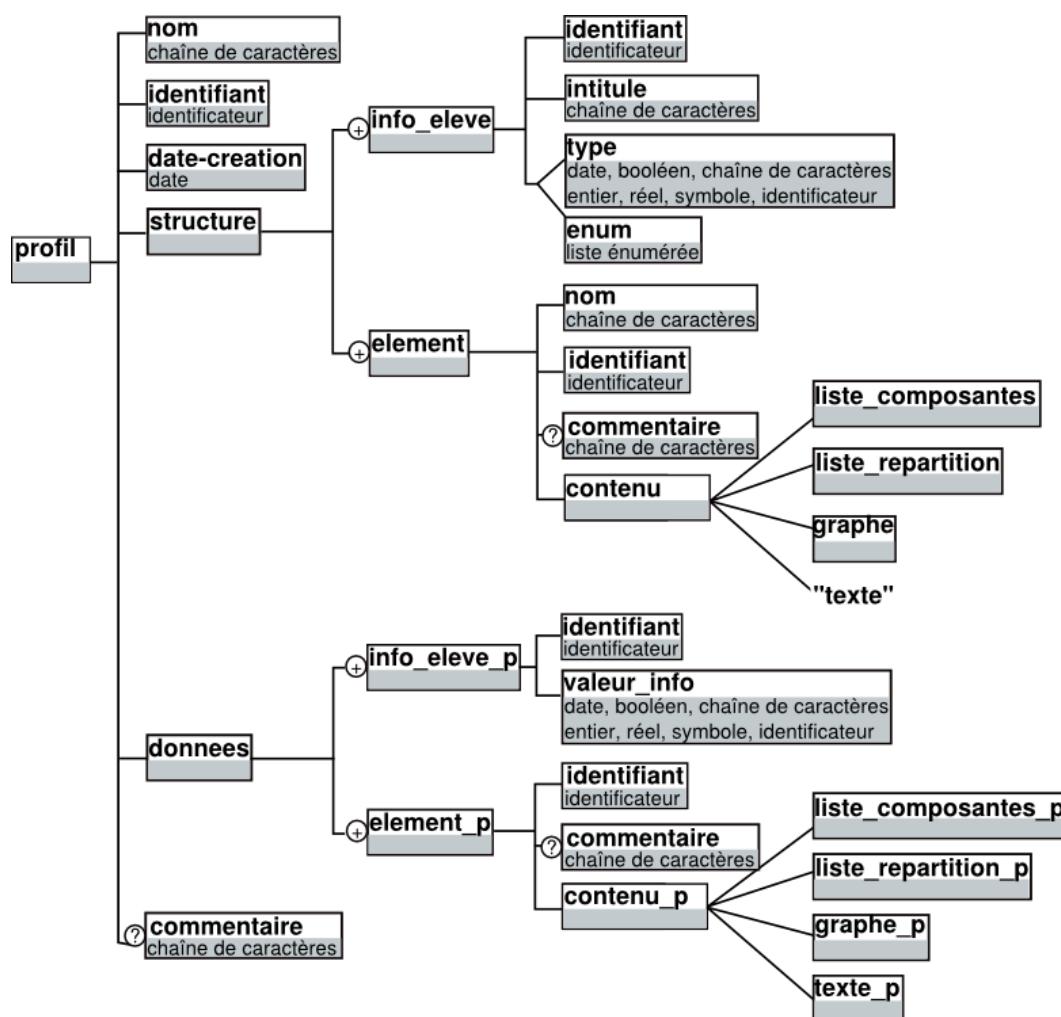 profil
nom
chaîne de caractères
identifiant
identificateur
date-creation
date
structure
+
info_eleve
identifiant
identificateur
intitule
chaîne de caractères
type
date, booléen, chaîne de caractères
entier, réel, symbole, identificateur
enum
liste énumérée
+
element
nom
chaîne de caractères
identifiant
identificateur
?
commentaire
chaîne de caractères
contenu
liste_composantes
liste_repartition
graphe
"texte"
donnees
+
info_eleve_p
identifiant
identificateur
valeur_info
date, booléen, chaîne de caractères
entier, réel, symbole, identificateur
+
element_p
identifiant
identificateur
?
commentaire
chaîne de caractères
contenu_p
liste_composantes_p
liste_repartition_p
graphe_p
texte_p
?
commentaire
chaîne de caractères